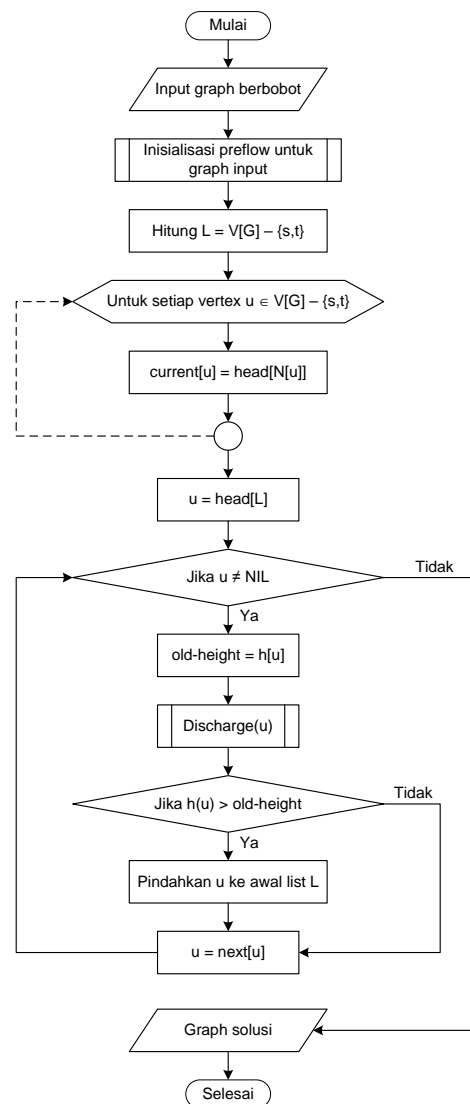 Mulai
Input graph berbobot
Inisialisasi preflow untuk
graph input
Hitung L = V[G] – {s,t}
Untuk setiap vertex u ∈ V[G] – {s,t}
current[u] = head[N[u]]
u = head[L]
Jika u ≠ NIL
Tidak
Ya
old-height = h[u]
Discharge(u)
Jika h(u) > old-height
Tidak
Ya
Pindahkan u ke awal list L
u = next[u]
Graph solusi
Selesai